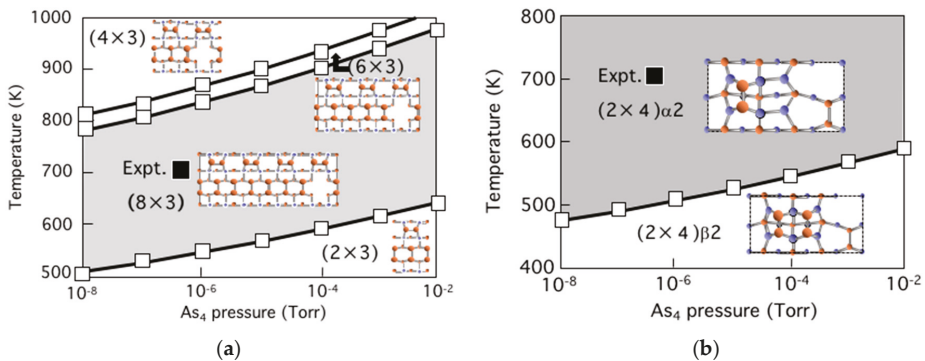 1000
900
800
700
600
500
Temperature (K)
(4×3)
(6×3)
Expt.
(8×3)
(2×3)
10⁻⁸
10⁻⁶
10⁻⁴
10⁻²
As₄ pressure (Torr)
(a)
800
700
600
500
400
Temperature (K)
Expt.
(2×4)α2
(2×4)β2
10⁻⁸
10⁻⁶
10⁻⁴
10⁻²
As₄ pressure (Torr)
(b)